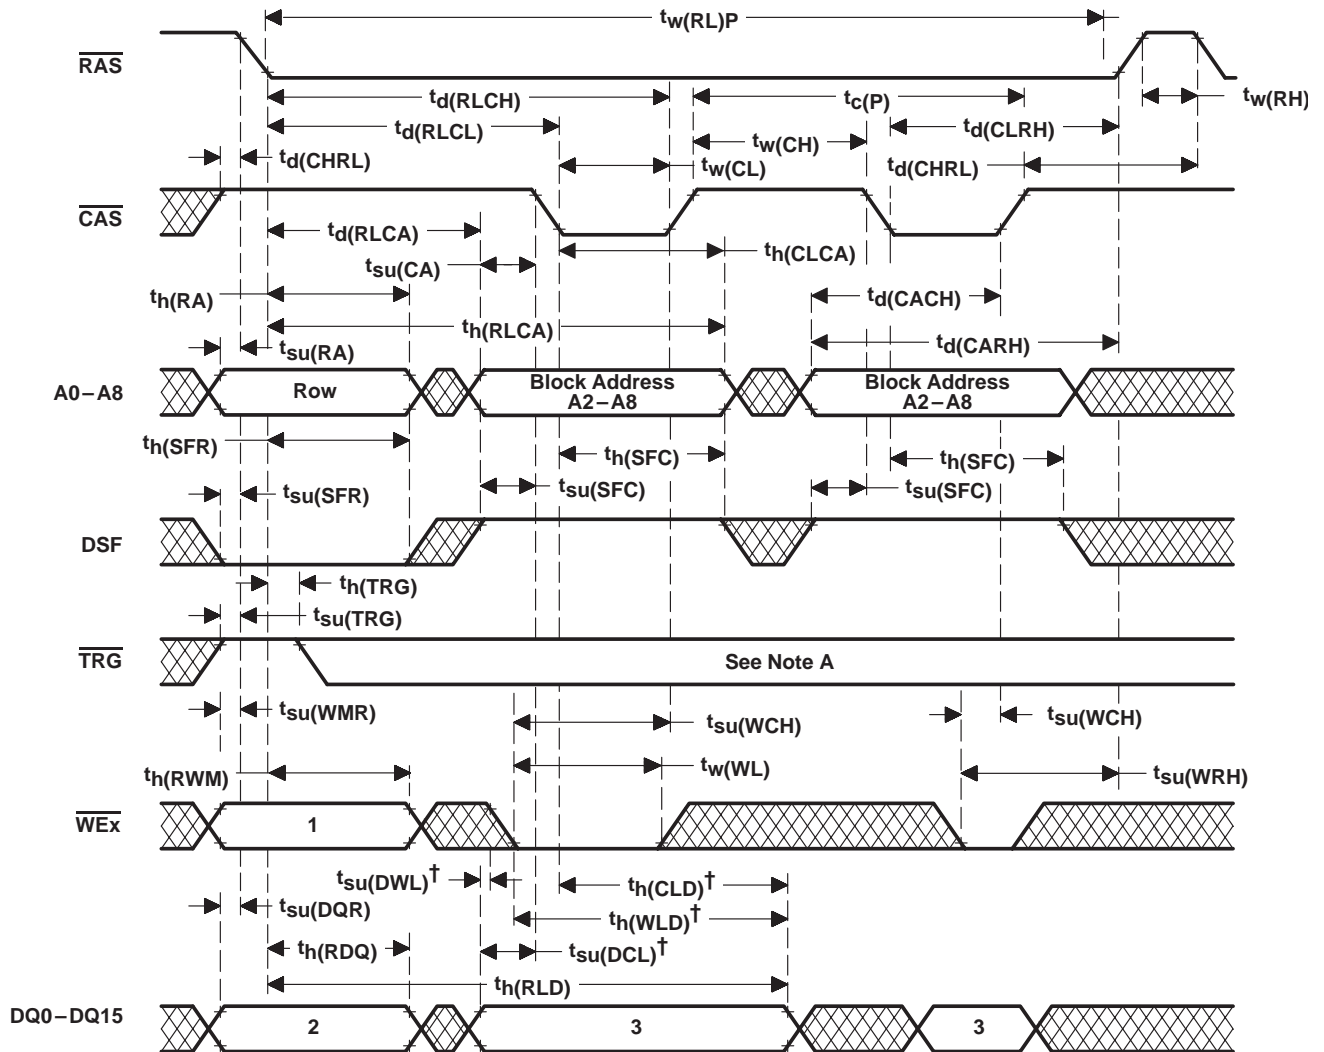 tw(RL)P
RAS
td(RLCH)
tc(P)
tw(RH)
td(RLCL)
td(CLRH)
tw(CH)
td(CHRL)
tw(CL)
td(CHRL)
CAS
td(RLCA)
th(CLCA)
tsu(CA)
th(RA)
td(CACH)
th(RLCA)
tsu(RA)
td(CARH)
A0–A8
Row
Block Address
A2–A8
Block Address
A2–A8
th(SFR)
th(SFC)
th(SFC)
tsu(SFR)
tsu(SFC)
tsu(SFC)
DSF
th(TRG)
tsu(TRG)
TRG
See Note A
tsu(WMR)
tsu(WCH)
tsu(WCH)
th(RWM)
tw(WL)
tsu(WRH)
WEx
1
tsu(DWL)†
th(CLD)†
tsu(DQR)
th(WLD)†
th(RDQ)
tsu(DCL)†
th(RLD)
DQ0–DQ15
2
3
3